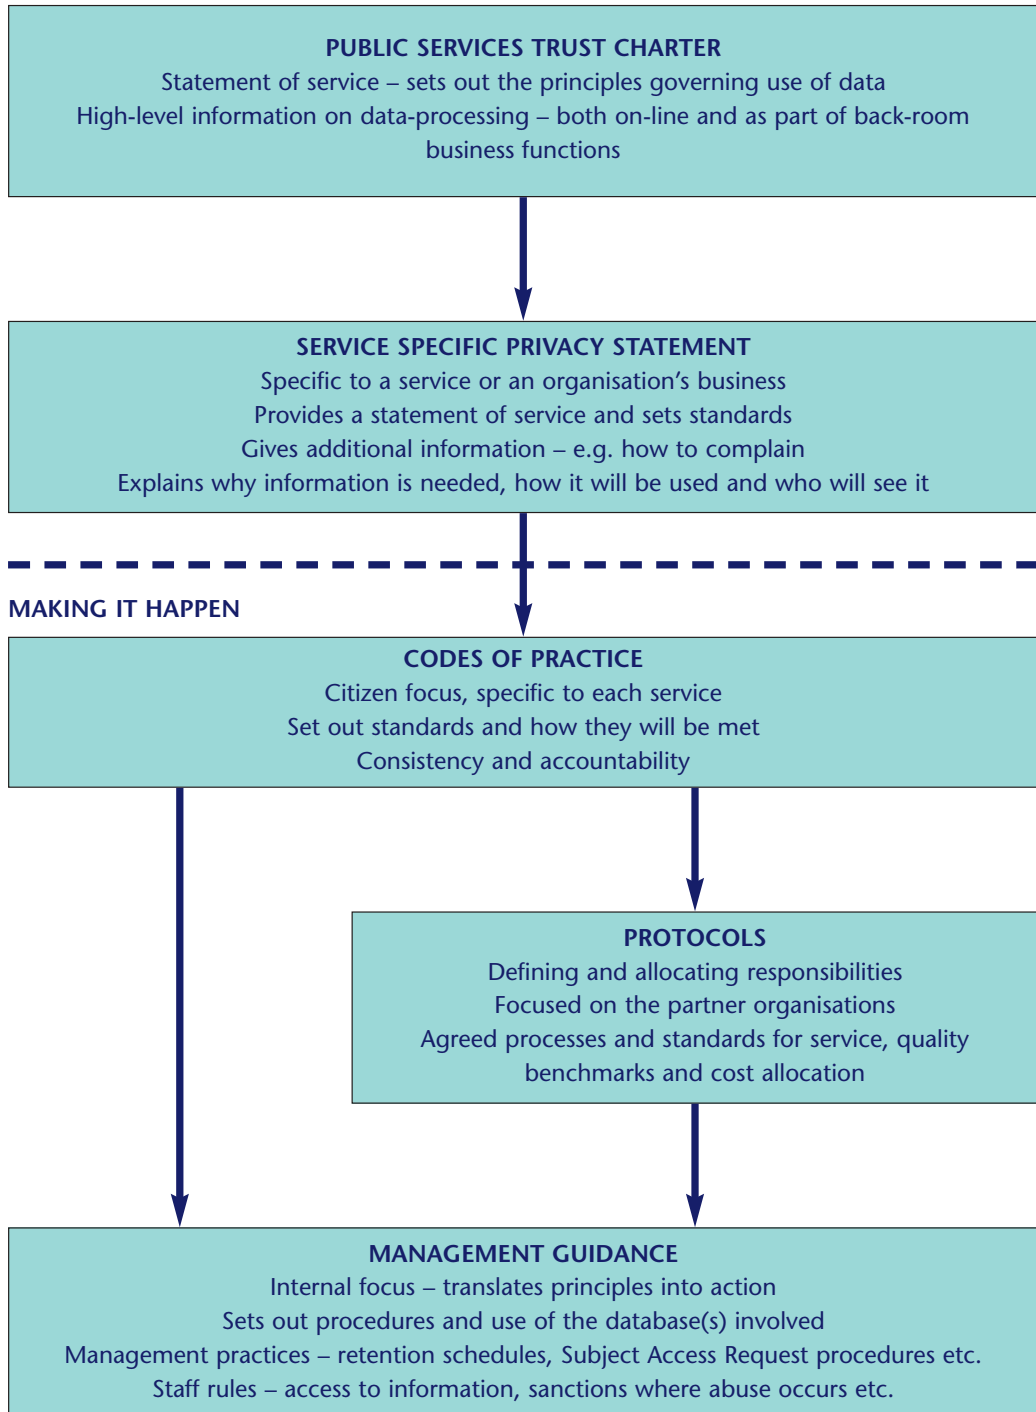 PUBLIC SERVICES TRUST CHARTER
Statement of service – sets out the principles governing use of data
High-level information on data-processing – both on-line and as part of back-room
business functions
SERVICE SPECIFIC PRIVACY STATEMENT
Specific to a service or an organisation’s business
Provides a statement of service and sets standards
Gives additional information – e.g. how to complain
Explains why information is needed, how it will be used and who will see it
MAKING IT HAPPEN
CODES OF PRACTICE
Citizen focus, specific to each service
Set out standards and how they will be met
Consistency and accountability
PROTOCOLS
Defining and allocating responsibilities
Focused on the partner organisations
Agreed processes and standards for service, quality
benchmarks and cost allocation
MANAGEMENT GUIDANCE
Internal focus – translates principles into action
Sets out procedures and use of the database(s) involved
Management practices – retention schedules, Subject Access Request procedures etc.
Staff rules – access to information, sanctions where abuse occurs etc.